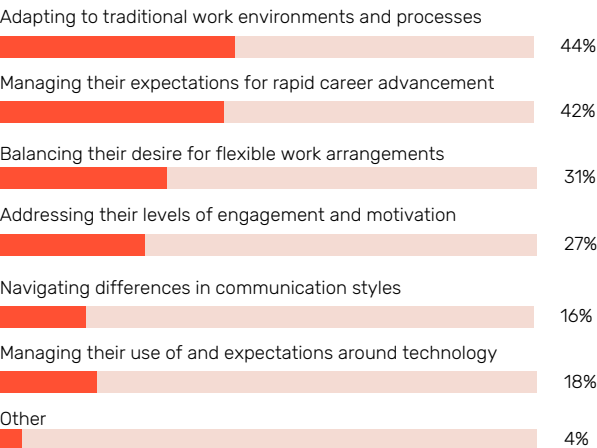 Adapting to traditional work environments and processes
44%
Managing their expectations for rapid career advancement
42%
Balancing their desire for flexible work arrangements
31%
Addressing their levels of engagement and motivation
27%
Navigating differences in communication styles
16%
Managing their use of and expectations around technology
18%
Other
4%